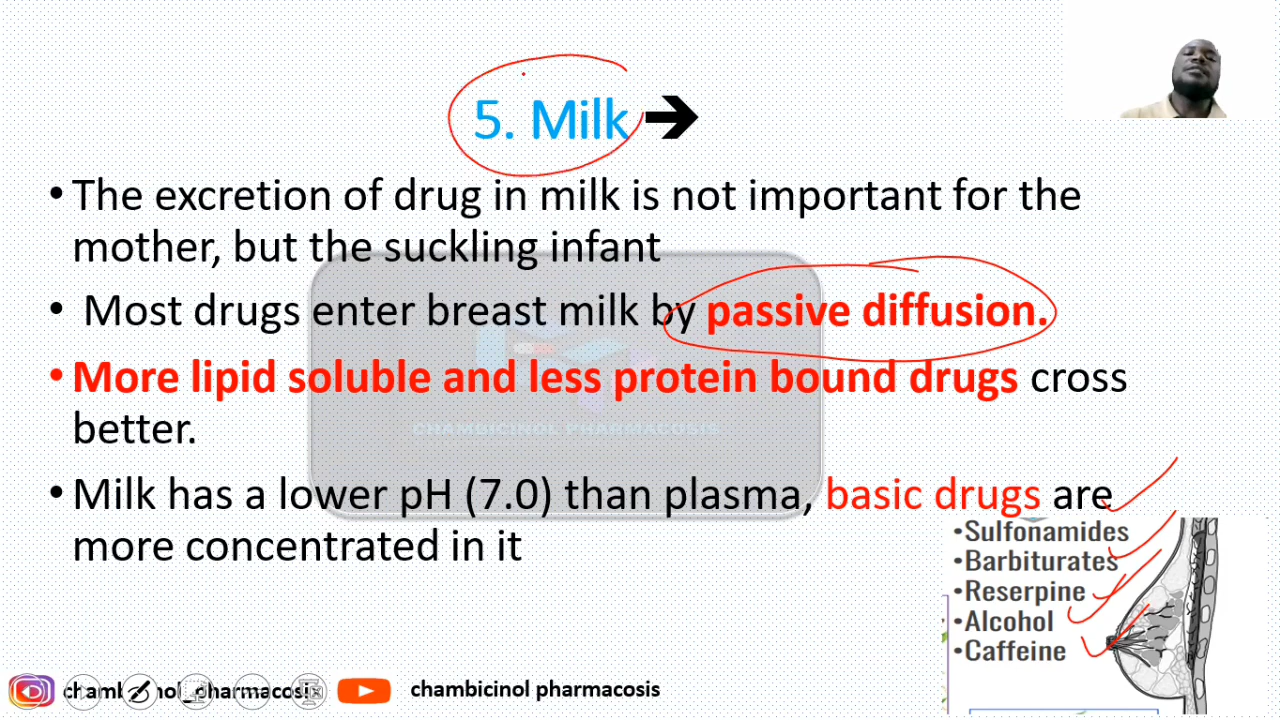 5. Milk →
• The excretion of drug in milk is not important for the
mother, but the suckling infant
• Most drugs enter breast milk by passive diffusion.
• More lipid soluble and less protein bound drugs cross
better.
CHAMBICINOL PHARMACOSIS
• Milk has a lower pH (7.0) than plasma, basic drugs are
more concentrated in it
•Sulfonamides
•Barbiturates
•Reserpine
•Alcohol
•Caffeine
chambicinol_pharmacosis
chambicinol pharmacosis